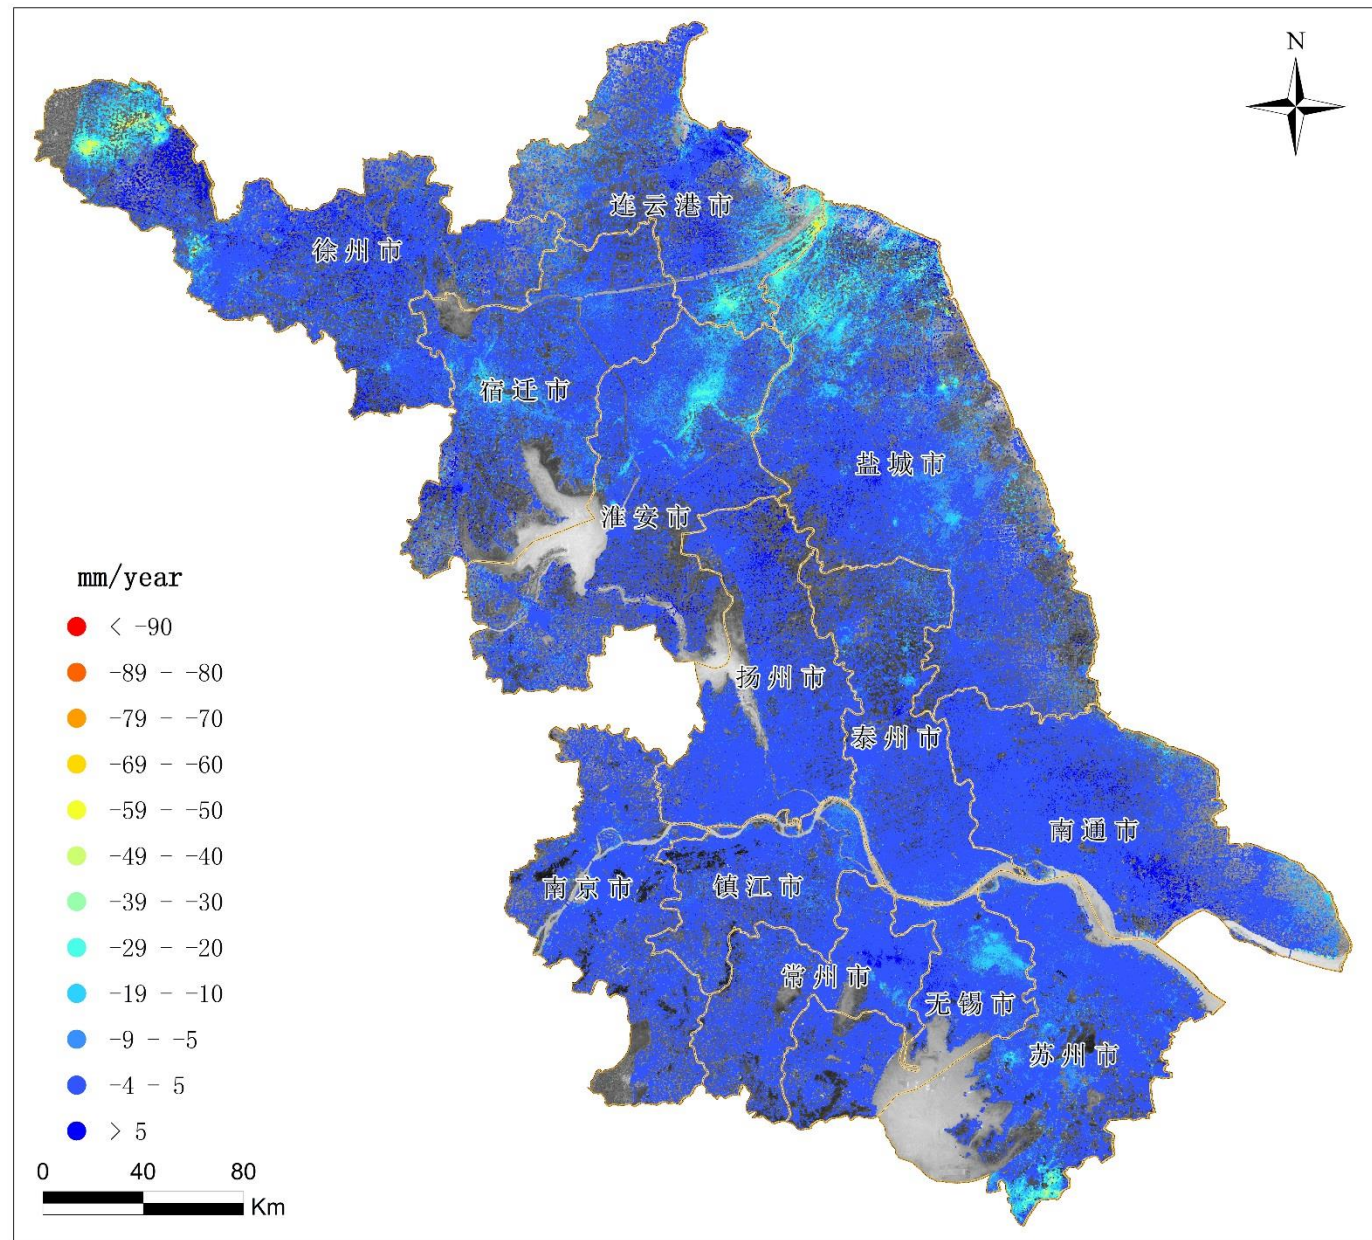 N
连云港市
徐州市
宿迁市
盐城市
淮安市
mm/year
< -90
-89 - -80
-79 - -70
-69 - -60
-59 - -50
-49 - -40
-39 - -30
-29 - -20
-19 - -10
-9 - -5
-4 - 5
> 5
0 40 80
Km
扬州市
泰州市
南通市
南京市
镇江市
常州市
无锡市
苏州市